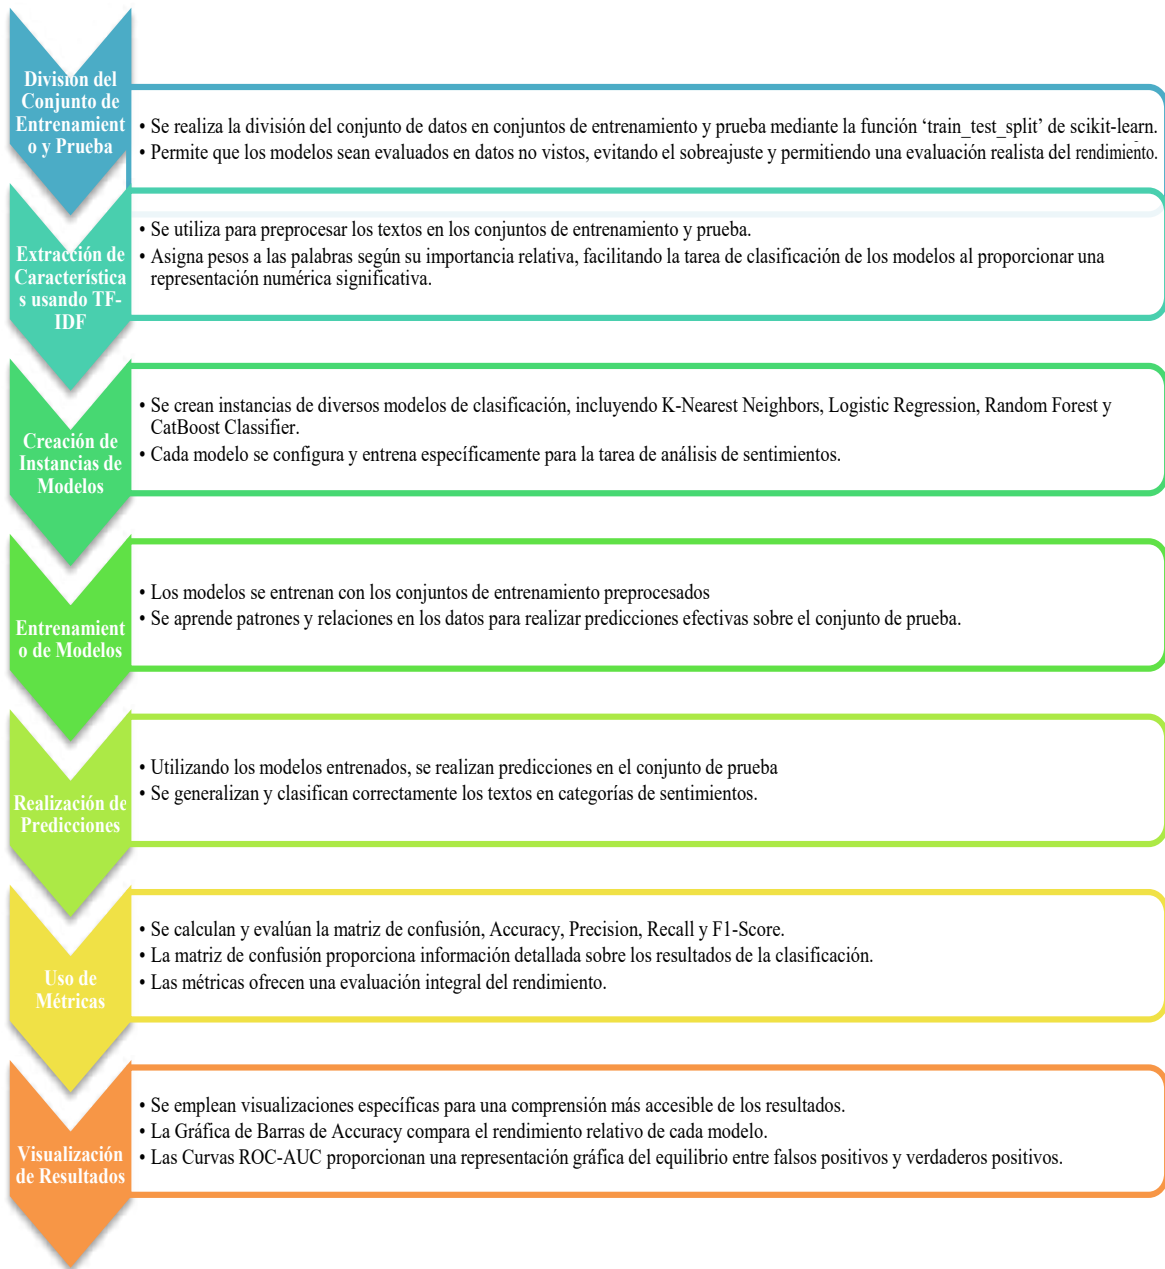 División del
Conjunto de
Entrenamient
o y Prueba
• Se realiza la división del conjunto de datos en conjuntos de entrenamiento y prueba mediante la función ‘train_test_split’ de scikit-learn.
• Permite que los modelos sean evaluados en datos no vistos, evitando el sobreajuste y permitiendo una evaluación realista del rendimiento.
Extracción de
Característica
s usando TF-
IDF
• Se utiliza para preprocesar los textos en los conjuntos de entrenamiento y prueba.
• Asigna pesos a las palabras según su importancia relativa, facilitando la tarea de clasificación de los modelos al proporcionar una
representación numérica significativa.
Creación de
Instancias de
Modelos
• Se crean instancias de diversos modelos de clasificación, incluyendo K-Nearest Neighbors, Logistic Regression, Random Forest y
CatBoost Classifier.
• Cada modelo se configura y entrena específicamente para la tarea de análisis de sentimientos.
Entrenamient
o de Modelos
• Los modelos se entrenan con los conjuntos de entrenamiento preprocesados
• Se aprende patrones y relaciones en los datos para realizar predicciones efectivas sobre el conjunto de prueba.
Realización de
Predicciones
• Utilizando los modelos entrenados, se realizan predicciones en el conjunto de prueba
• Se generalizan y clasifican correctamente los textos en categorías de sentimientos.
Uso de
Métricas
• Se calculan y evalúan la matriz de confusión, Accuracy, Precision, Recall y F1-Score.
• La matriz de confusión proporciona información detallada sobre los resultados de la clasificación.
• Las métricas ofrecen una evaluación integral del rendimiento.
Visualización
de Resultados
• Se emplean visualizaciones específicas para una comprensión más accesible de los resultados.
• La Gráfica de Barras de Accuracy compara el rendimiento relativo de cada modelo.
• Las Curvas ROC-AUC proporcionan una representación gráfica del equilibrio entre falsos positivos y verdaderos positivos.